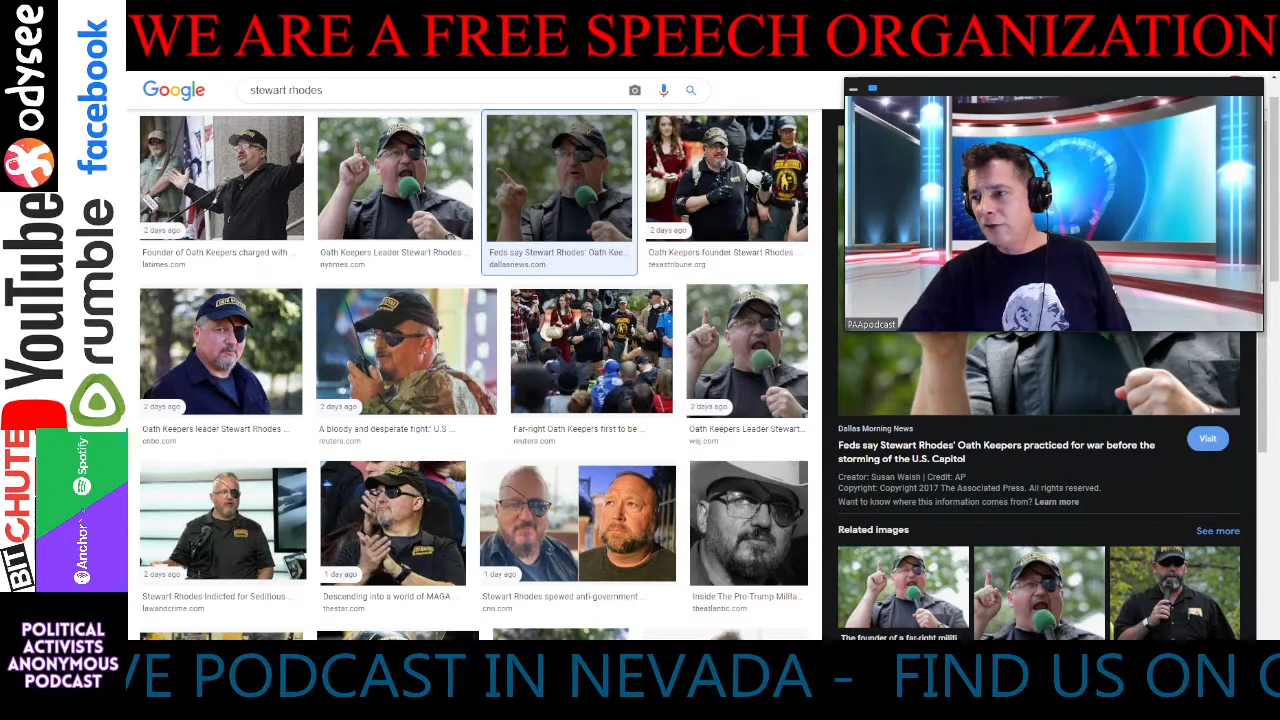 WE ARE A FREE SPEECH ORGANIZATION
odysee
facebook
YouTube
rumble
BITCHUTE
Spotify
Anchor
POLITICAL
ACTIVISTS
ANONYMOUS
PODCAST
Google
stewart rhodes
2 days ago
Founder of Oath Keepers charged with ...
latimes.com
Oath Keepers Leader Stewart Rhodes ...
nytimes.com
Feds say Stewart Rhodes' Oath Kee...
dallasnews.com
2 days ago
Oath Keepers founder Stewart Rhodes ...
texastribune.org
2 days ago
Oath Keepers leader Stewart Rhodes ...
cnbc.com
2 days ago
A bloody and desperate fight:' U.S ...
reuters.com
Far-right Oath Keepers first to be ...
reuters.com
2 days ago
Oath Keepers Leader Stewart...
wsj.com
2 days ago
Stewart Rhodes Indicted for Seditious ...
lawandcrime.com
1 day ago
Descending into a world of MAGA ...
thestar.com
1 day ago
Stewart Rhodes spewed anti-government ...
cnn.com
Inside The Pro-Trump Milita...
theatlantic.com
PAApodcast
Dallas Morning News
Feds say Stewart Rhodes' Oath Keepers practiced for war before the
storming of the U.S. Capitol
Visit
Creator: Susan Walsh | Credit: AP
Copyright: Copyright 2017 The Associated Press. All rights reserved.
Want to know where this information comes from? Learn more
Related images
See more
The founder of a far-right militi
VE PODCAST IN NEVADA - FIND US ON